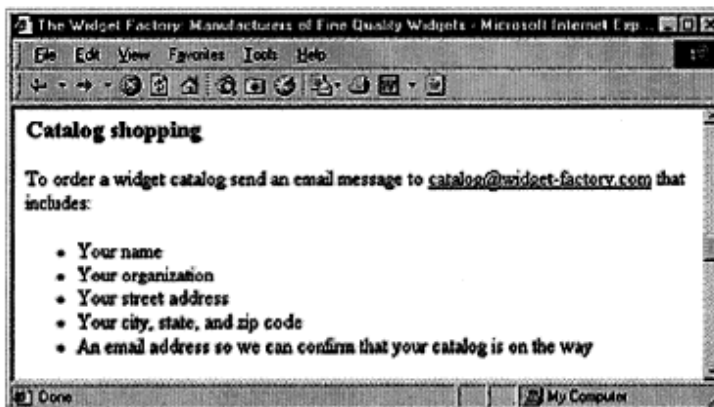 The Widget Factory: Manufacturers of Fine Quality Widgets - Microsoft Internet Exp...
File Edit View Favorites Tools Help
Catalog shopping
To order a widget catalog send an email message to catalog@widget-factory.com that
includes:
• Your name
• Your organization
• Your street address
• Your city, state, and zip code
• An email address so we can confirm that your catalog is on the way
Done My Computer